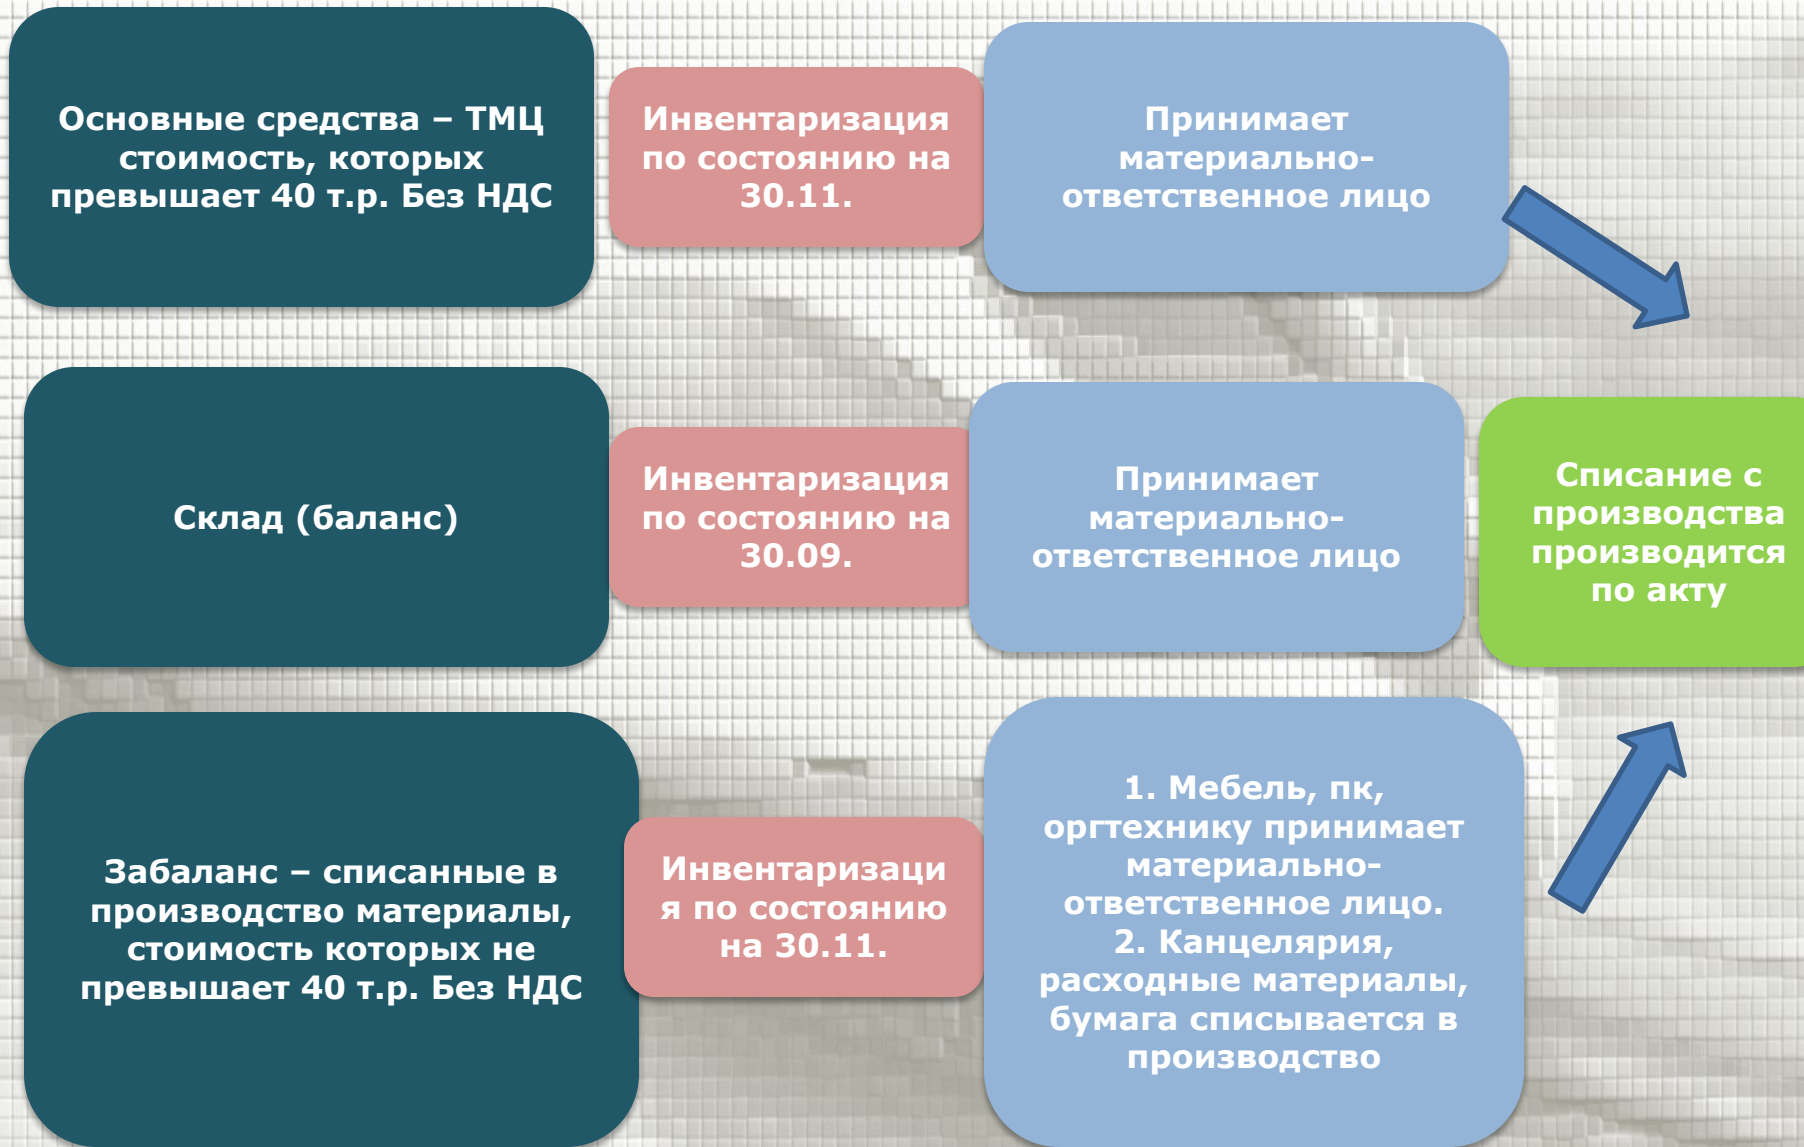 Основные средства – ТМЦ
стоимость, которых
превышает 40 т.р. Без НДС
Инвентаризация
по состоянию на
30.11.
Принимает
материально–
ответственное лицо
Склад (баланс)
Инвентаризация
по состоянию на
30.09.
Принимает
материально–
ответственное лицо
Списание с
производства
производится
по акту
Забаланс – списанные в
производство материалы,
стоимость которых не
превышает 40 т.р. Без НДС
Инвентаризаци
я по состоянию
на 30.11.
1. Мебель, пк,
оргтехнику принимает
материально–
ответственное лицо.
2. Канцелярия,
расходные материалы,
бумага списывается в
производство